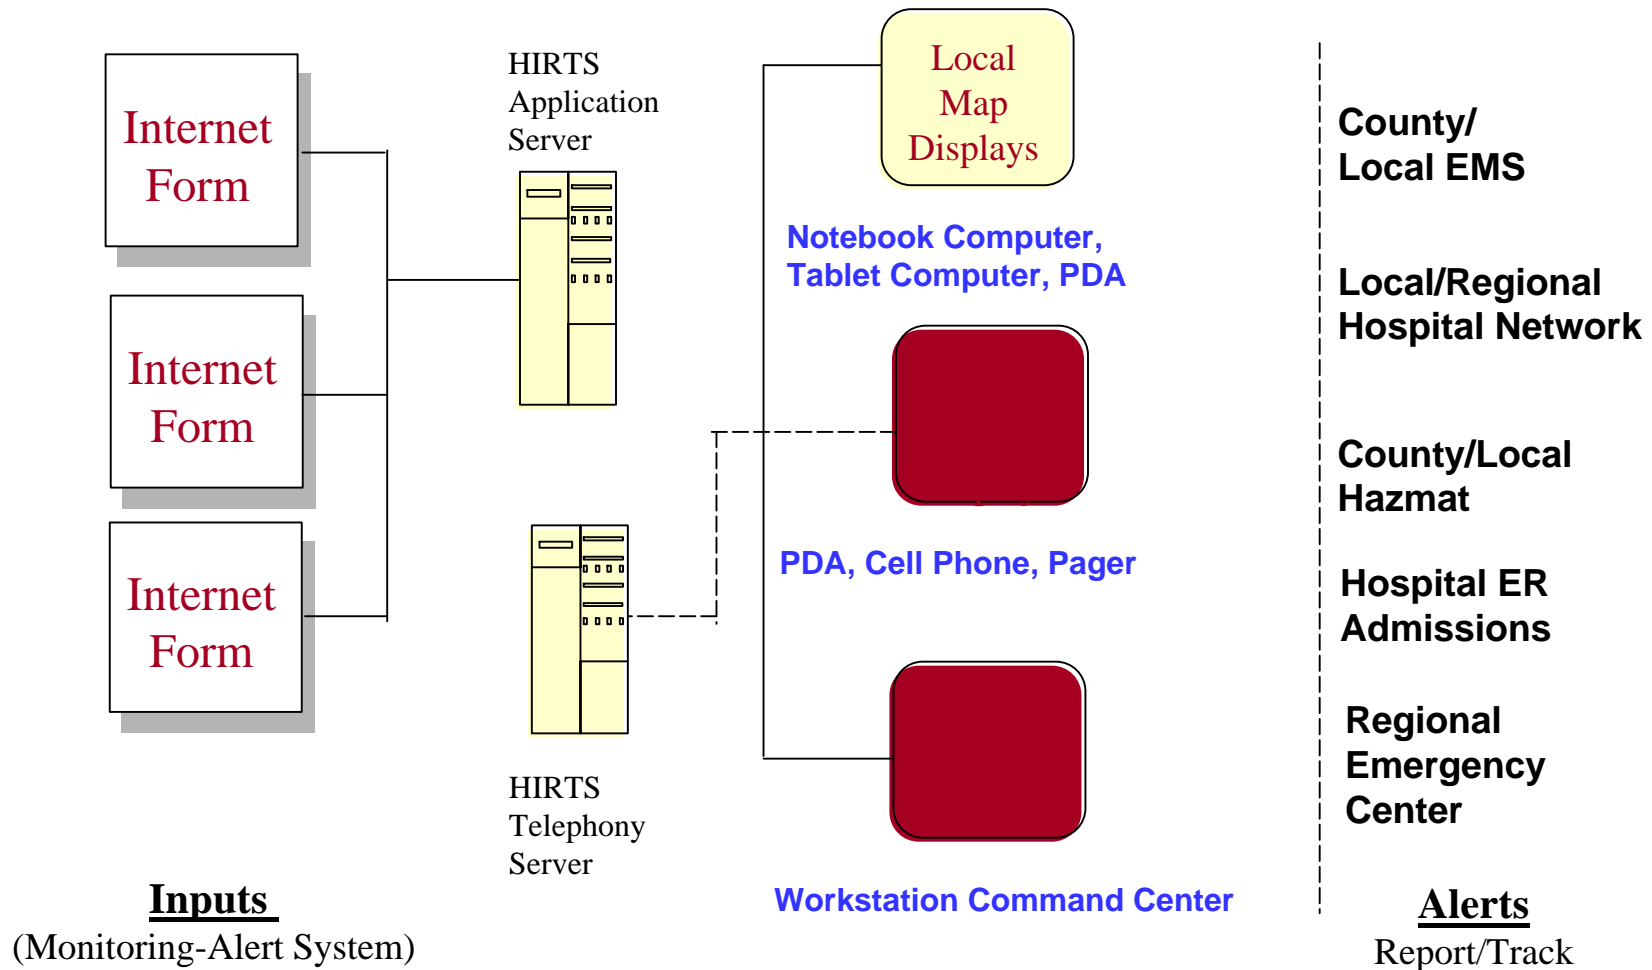 Internet
Form
Internet
Form
Internet
Form
Inputs
(Monitoring-Alert System)
HIRTS
Application
Server
HIRTS
Telephony
Server
Local
Map
Displays
Notebook Computer,
Tablet Computer, PDA
PDA, Cell Phone, Pager
Workstation Command Center
County/
Local EMS
Local/Regional
Hospital Network
County/Local
Hazmat
Hospital ER
Admissions
Regional
Emergency
Center
Alerts
Report/Track